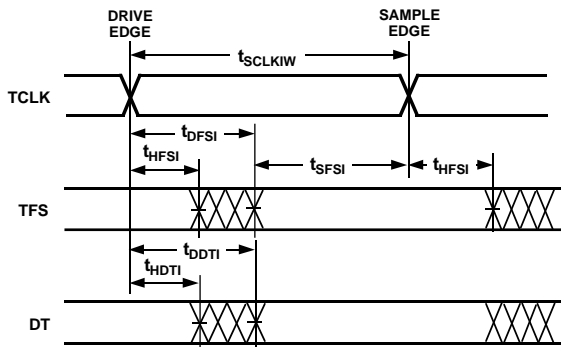 DRIVE
EDGE
SAMPLE
EDGE
tSCLKIW
TCLK
tDFSI
tHFSI
tSFSI
tHFSI
TFS
tDDTI
tHDTI
DT